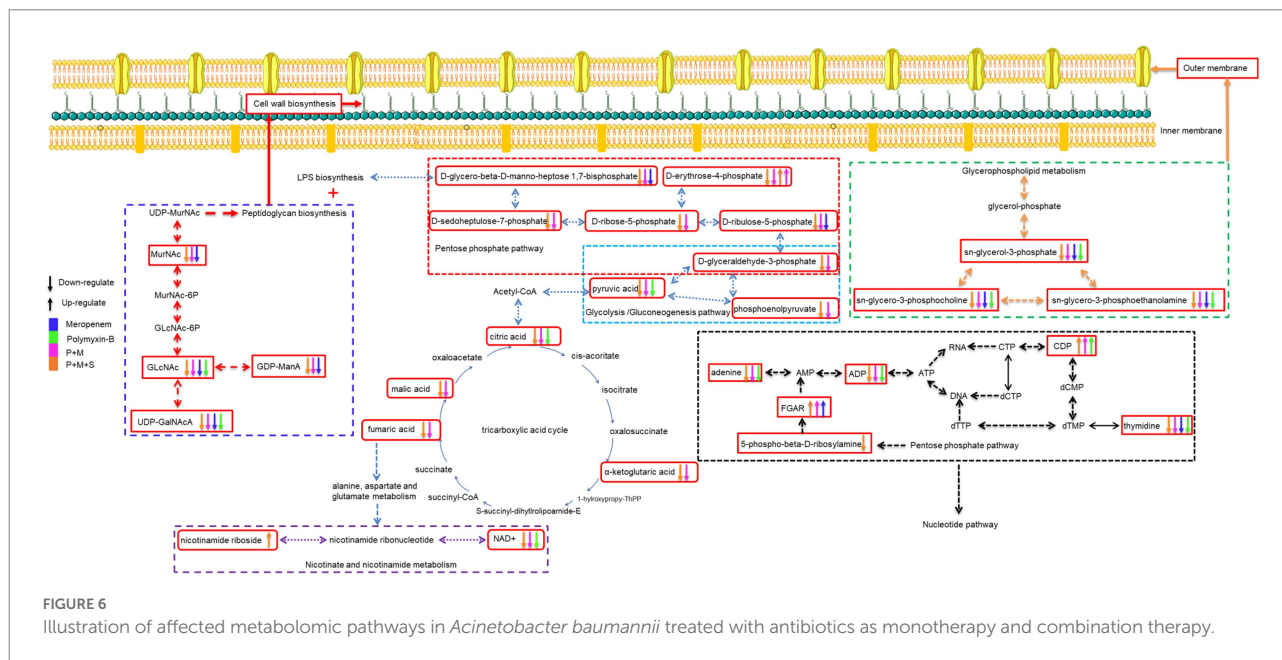 Outer membrane
Cell wall biosynthesis
Inner membrane
LPS biosynthesis
+
UDP-MurNAc
Peptidoglycan biosynthesis
MurNAc
MurNAc-6P
GLcNAc-6P
GLcNAc
GDP-ManA
UDP-GalNAcA
Down-regulate
Up-regulate
Meropenem
Polymyxin-B
P+M
P+M+S
D-glycero-beta-D-manno-heptose 1,7-bisphosphate
D-erythrose-4-phosphate
D-sedoheptulose-7-phosphate
D-ribose-5-phosphate
D-ribulose-5-phosphate
Pentose phosphate pathway
D-glyceraldehyde-3-phosphate
pyruvic acid
Glycolysis /Gluconeogenesis pathway
phosphoenolpyruvate
Acetyl-CoA
citric acid
cis-acoritate
isocitrate
oxalosuccinate
α-ketoglutaric acid
1-hylroxypropy-ThPP
S-succinyl-dihytlrolipoarnide-E
succinyl-CoA
succinate
fumaric acid
malic acid
oxaloacetate
tricarboxylic acid cycle
alanine, aspartate and
glutamate metabolism
nicotinamide riboside
nicotinamide ribonucleotide
NAD+
Nicotinate and nicotinamide metabolism
Glycerophospholipid metabolism
glycerol-phosphate
sn-glycerol-3-phosphate
sn-glycero-3-phosphocholine
sn-glycero-3-phosphoethanolamine
RNA
CTP
CDP
adenine
AMP
ADP
ATP
dCMP
DNA
dCTP
FGAR
dTTP
dTMP
thymidine
5-phospho-beta-D-ribosylamine
Pentose phosphate pathway
Nucleotide pathway
FIGURE 6
Illustration of affected metabolomic pathways in Acinetobacter baumannii treated with antibiotics as monotherapy and combination therapy.